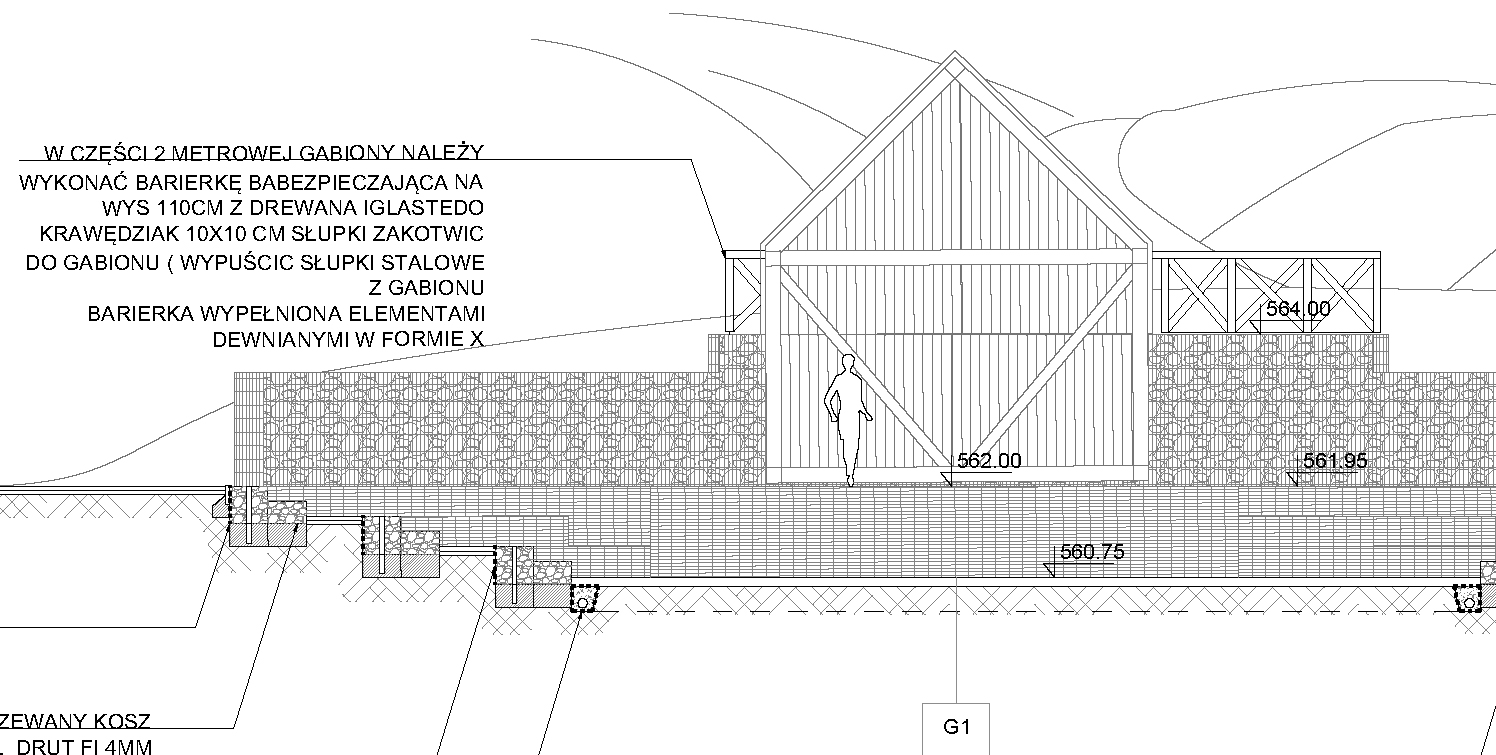 W CZĘŚCI 2 METROWEJ GABIONY NALEŻY
WYKONAĆ BARIERKĘ BABEZPIECZAJĄCA NA
WYS 110CM Z DREWANA IGLASTEDO
KRAWĘDZIAK 10X10 CM SŁUPKI ZAKOTWIC
DO GABIONU ( WYPUŚCIC SŁUPKI STALOWE
Z GABIONU
BARIERKA WYPEŁNIONA ELEMENTAMI
DEWNIANYMI W FORMIE X
564.00
562.00
561.95
560.75
ZEWANY KOSZ
DRUT FI 4MM
G1